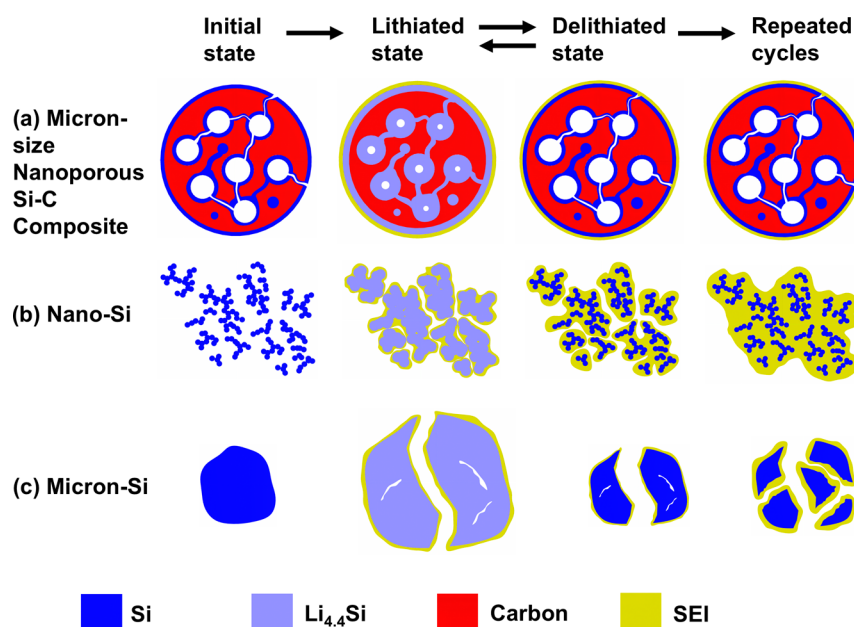 Initial state
Lithiated state
Delithiated state
Repeated cycles
(a) Micron-
size
Nanoporous
Si-C
Composite
(b) Nano-Si
(c) Micron-Si
Si
Li4.4Si
Carbon
SEI